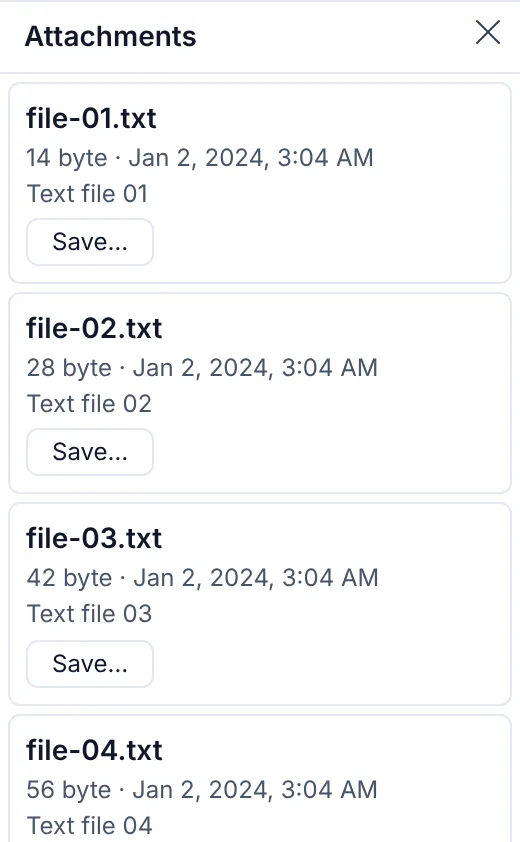 Attachments
file-01.txt
14 byte · Jan 2, 2024, 3:04 AM
Text file 01
Save...
file-02.txt
28 byte · Jan 2, 2024, 3:04 AM
Text file 02
Save...
file-03.txt
42 byte · Jan 2, 2024, 3:04 AM
Text file 03
Save...
file-04.txt
56 byte · Jan 2, 2024, 3:04 AM
Text file 04